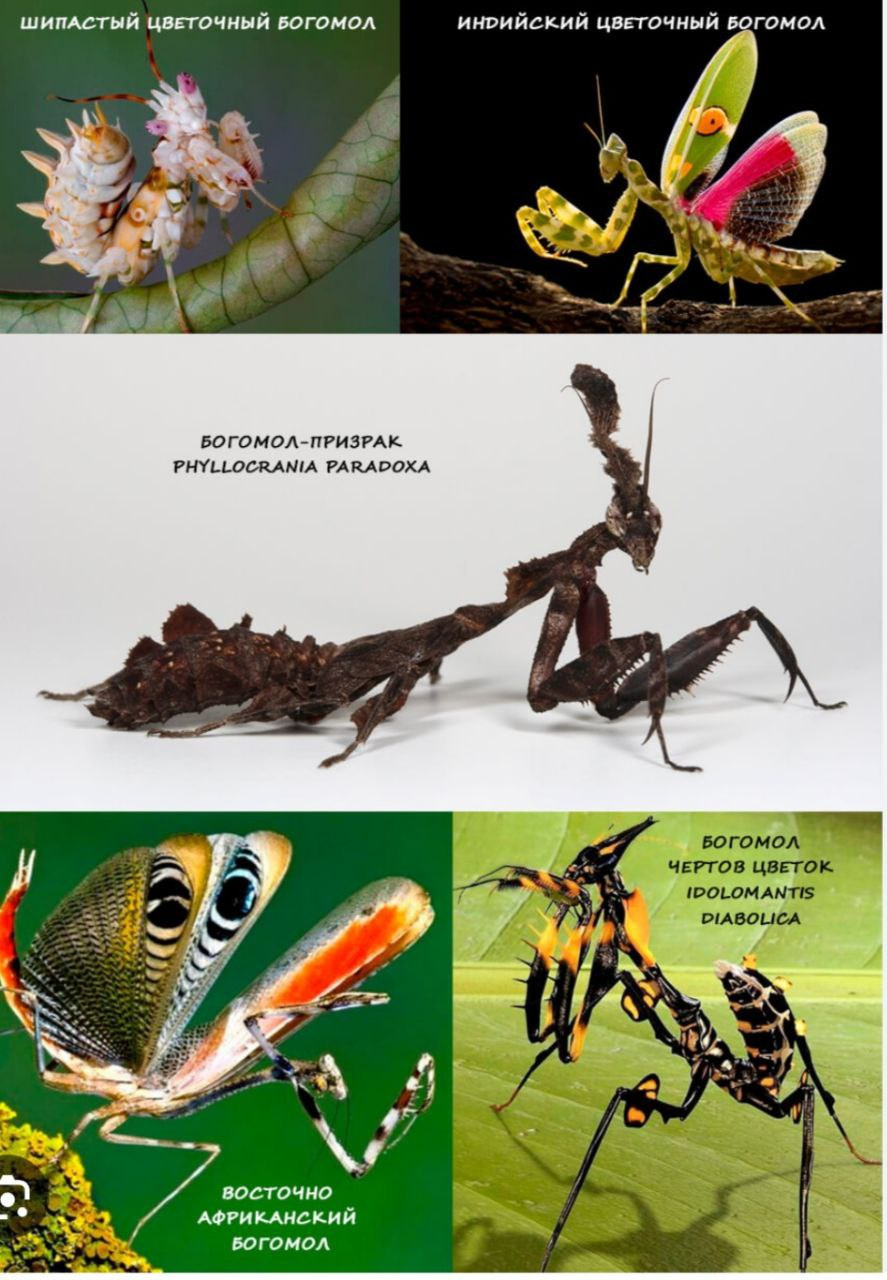 ШИПАСТЫЙ ЦВЕТОЧНЫЙ БОГОМОЛ
ИНДИЙСКИЙ ЦВЕТОЧНЫЙ БОГОМОЛ
БОГОМОЛ-ПРИЗРАК
PHYLLOCRANIA PARADOXA
БОГОМОЛ
ЧЕРТОВ ЦВЕТОК
IDOLOMANTIS
DIABOLICA
ВОСТОЧНО
АФРИКАНСКИЙ
БОГОМОЛ